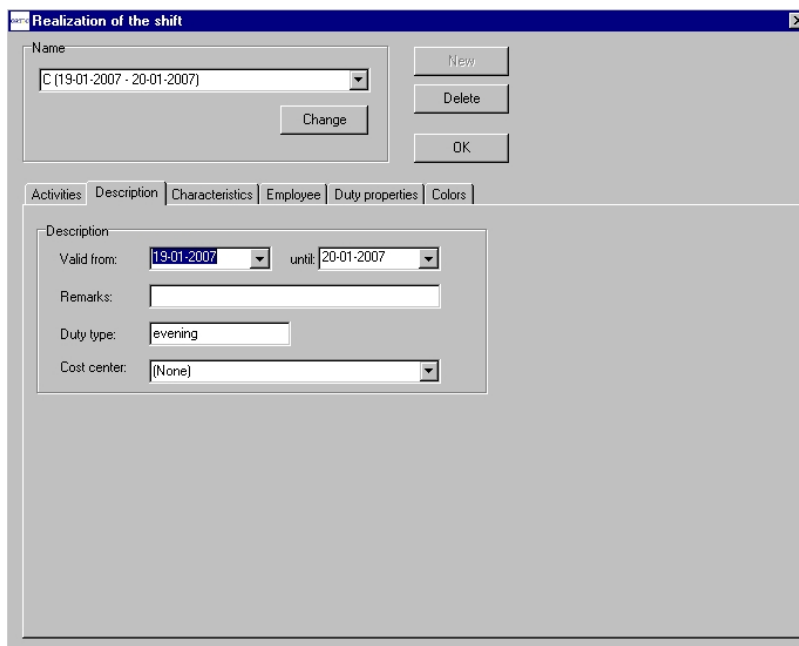 Realization of the shift
Name
C (19-01-2007 - 20-01-2007)
Change
New
Delete
OK
Activities Description Characteristics Employee Duty properties Colors
Description
Valid from: 19-01-2007 until: 20-01-2007
Remarks:
Duty type: evening
Cost center: (None)